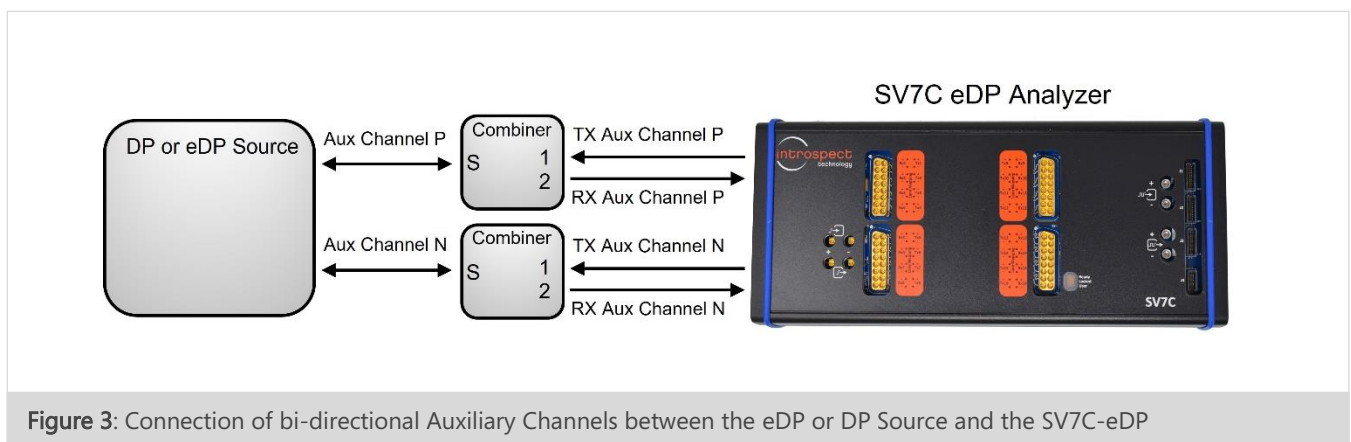 SV7C eDP Analyzer
DP or eDP Source
Aux Channel P
Combiner
S
1
2
TX Aux Channel P
RX Aux Channel P
Aux Channel N
Combiner
S
1
2
TX Aux Channel N
RX Aux Channel N
introspect
technology
Ready
SV7C
Figure 3: Connection of bi-directional Auxiliary Channels between the eDP or DP Source and the SV7C-eDP